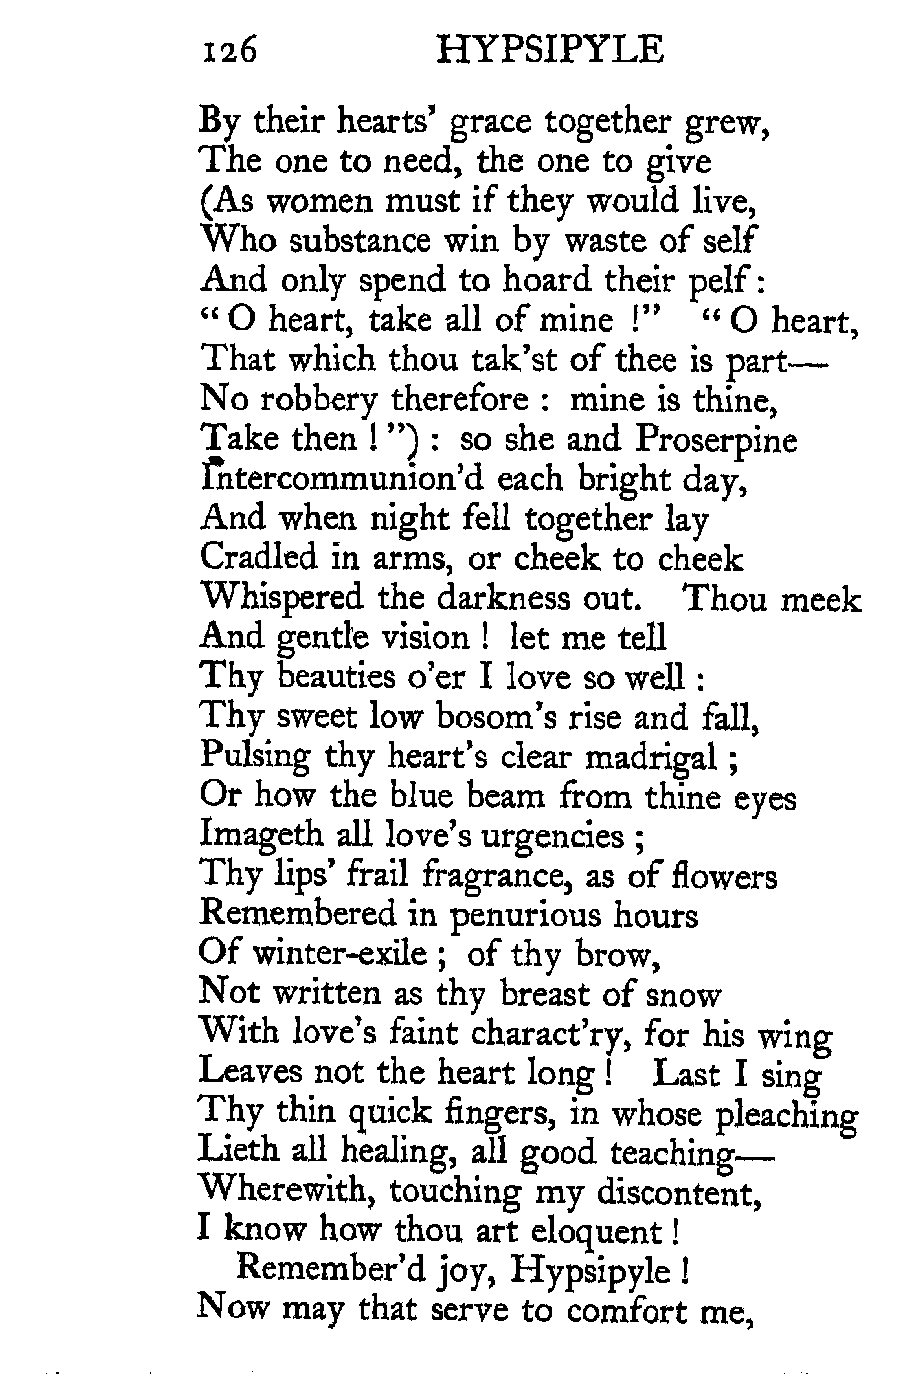 126 HYPSIPYLE
By their hearts’ grace together grew,
The one to need, the one to give
(As women must if they would live,
Who substance win by waste of self
And only spend to hoard their pelf :
“ O heart, take all of mine !” “ O heart,
That which thou tak’st of thee is part—
No robbery therefore : mine is thine,
Take then ! ”) : so she and Proserpine
Intercommunion’d each bright day,
And when night fell together lay
Cradled in arms, or cheek to cheek
Whispered the darkness out. Thou meek
And gentle vision ! let me tell
Thy beauties o’er I love so well :
Thy sweet low bosom’s rise and fall,
Pulsing thy heart’s clear madrigal ;
Or how the blue beam from thine eyes
Imageth all love’s urgencies ;
Thy lips’ frail fragrance, as of flowers
Remembered in penurious hours
Of winter-exile ; of thy brow,
Not written as thy breast of snow
With love’s faint charact’ry, for his wing
Leaves not the heart long ! Last I sing
Thy thin quick fingers, in whose pleaching
Lieth all healing, all good teaching—
Wherewith, touching my discontent,
I know how thou art eloquent !
Remember’d joy, Hypsipyle !
Now may that serve to comfort me,